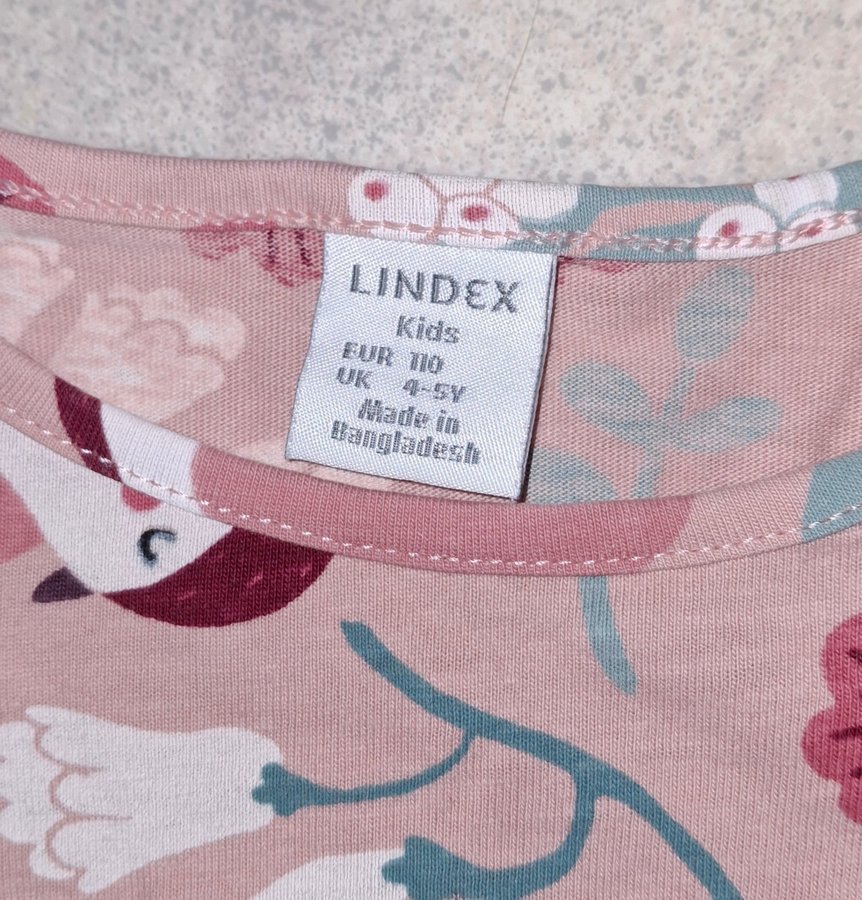 LINDEX
Kids
EUR 110
UK 4-5Y
Made in
Bangladesh